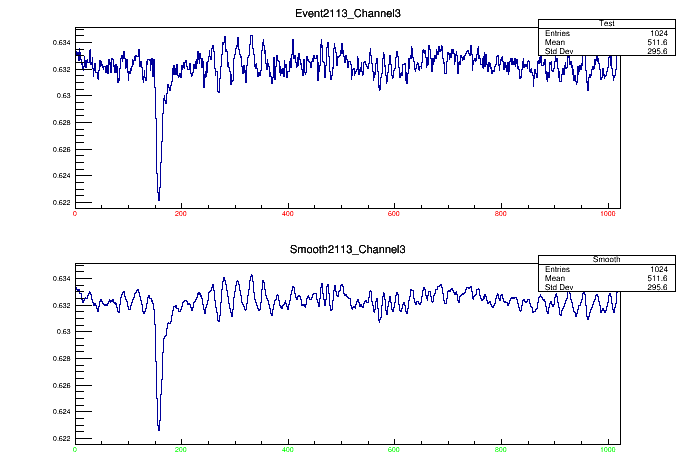 Event2113_Channel3
Test
Entries 1024
Mean 511.6
Std Dev 295.6
0.634
0.632
0.63
0.628
0.626
0.624
0.622
0 200 400 600 800 1000
Smooth2113_Channel3
Smooth
Entries 1024
Mean 511.6
Std Dev 295.6
0.634
0.632
0.63
0.628
0.626
0.624
0.622
0 200 400 600 800 1000